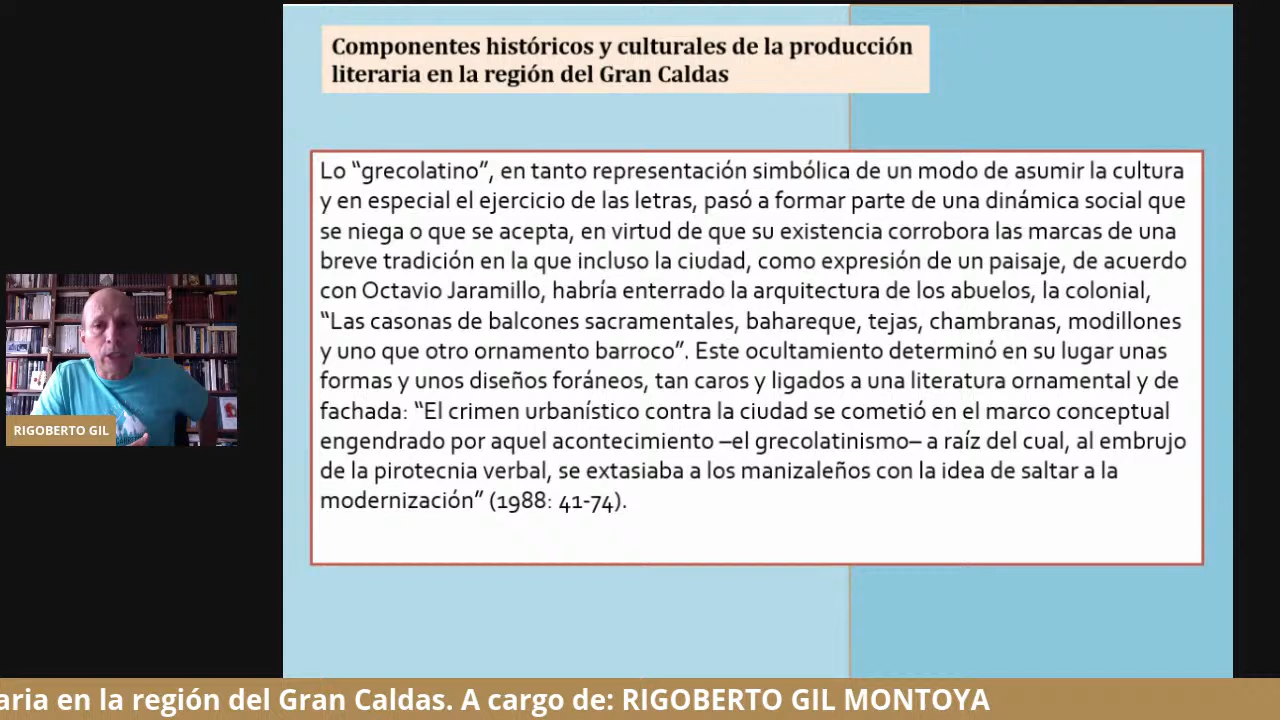 Componentes históricos y culturales de la producción
literaria en la región del Gran Caldas
Lo “grecolatino”, en tanto representación simbólica de un modo de asumir la cultura
y en especial el ejercicio de las letras, pasó a formar parte de una dinámica social que
se niega o que se acepta, en virtud de que su existencia corrobora las marcas de una
breve tradición en la que incluso la ciudad, como expresión de un paisaje, de acuerdo
con Octavio Jaramillo, habría enterrado la arquitectura de los abuelos, la colonial,
“Las casonas de balcones sacramentales, bahareque, tejas, chambranas, modillones
y uno que otro ornamento barroco”. Este ocultamiento determinó en su lugar unas
formas y unos diseños foráneos, tan caros y ligados a una literatura ornamental y de
fachada: “El crimen urbanístico contra la ciudad se cometió en el marco conceptual
engendrado por aquel acontecimiento –el grecolatinismo– a raíz del cual, al embrujo
de la pirotecnia verbal, se extasiaba a los manizaleños con la idea de saltar a la
modernización” (1988: 41-74).
RIGOBERTO GIL
aria en la región del Gran Caldas. A cargo de: RIGOBERTO GIL MONTOYA